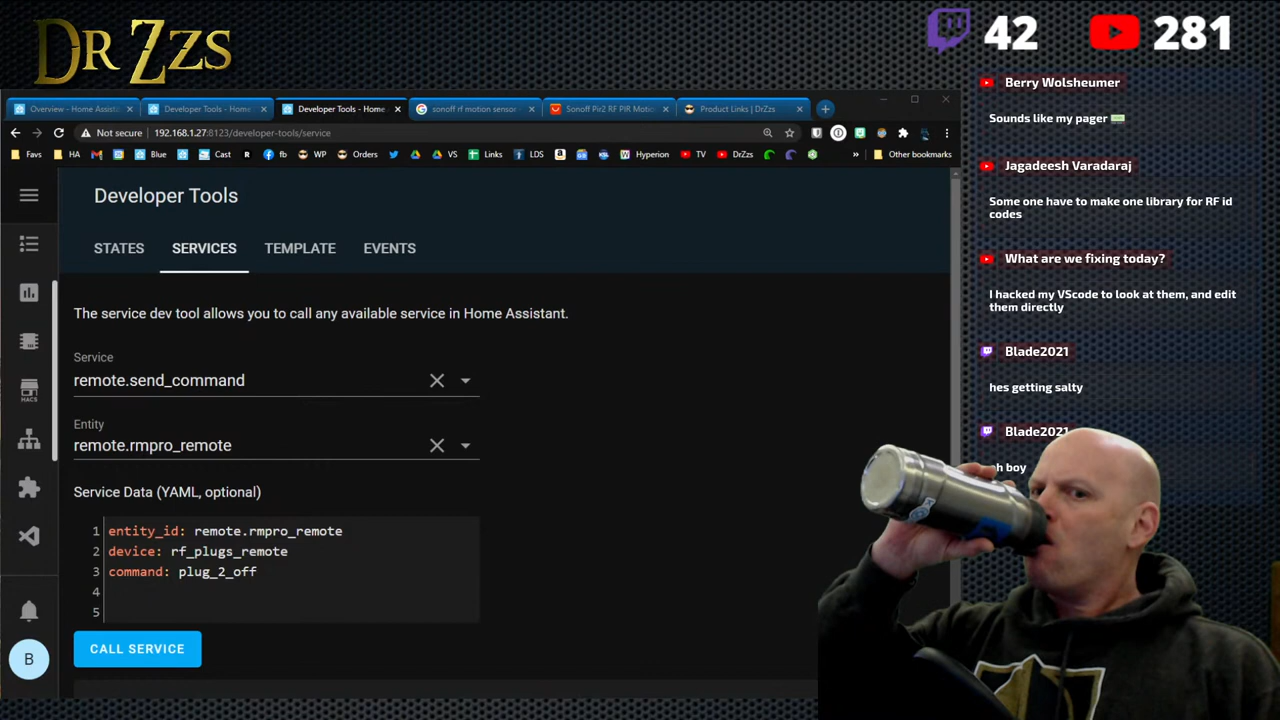 DR ZZS
42
281
Overview - Home Assista
Developer Tools - Home
Developer Tools - Home
sonoff rf motion sensor
Sonoff Pir2 RF PIR Motio
Product Links | DrZzs
Not secure
192.168.1.27:8123/developer-tools/service
Favs
HA
Blue
Cast
fb
WP
Orders
VS
Links
LDS
Hyperion
TV
DrZzs
»
Other bookmarks
Developer Tools
STATES
SERVICES
TEMPLATE
EVENTS
HACS
The service dev tool allows you to call any available service in Home Assistant.
Service
remote.send_command
Entity
remote.rmpro_remote
Service Data (YAML, optional)
1 entity_id: remote.rmpro_remote
2 device: rf_plugs_remote
3 command: plug_2_off
4
5
CALL SERVICE
B
Berry Wolsheumer
Sounds like my pager 📟
Jagadeesh Varadaraj
Some one have to make one library for RF id
codes
What are we fixing today?
I hacked my VScode to look at them, and edit
them directly
Blade2021
hes getting salty
Blade2021
oh boy